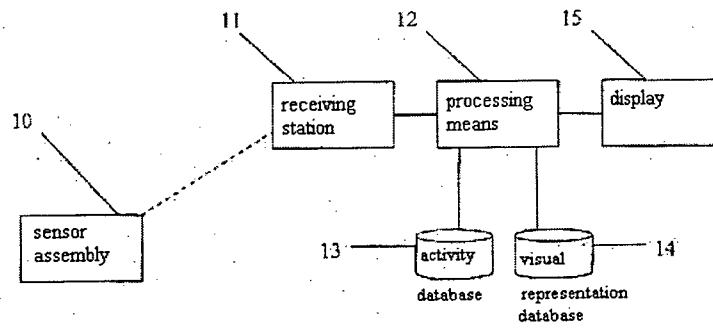 11
12
15
10
receiving
station
processing
means
display
sensor
assembly
13
activity
database
visual
representation
database
14